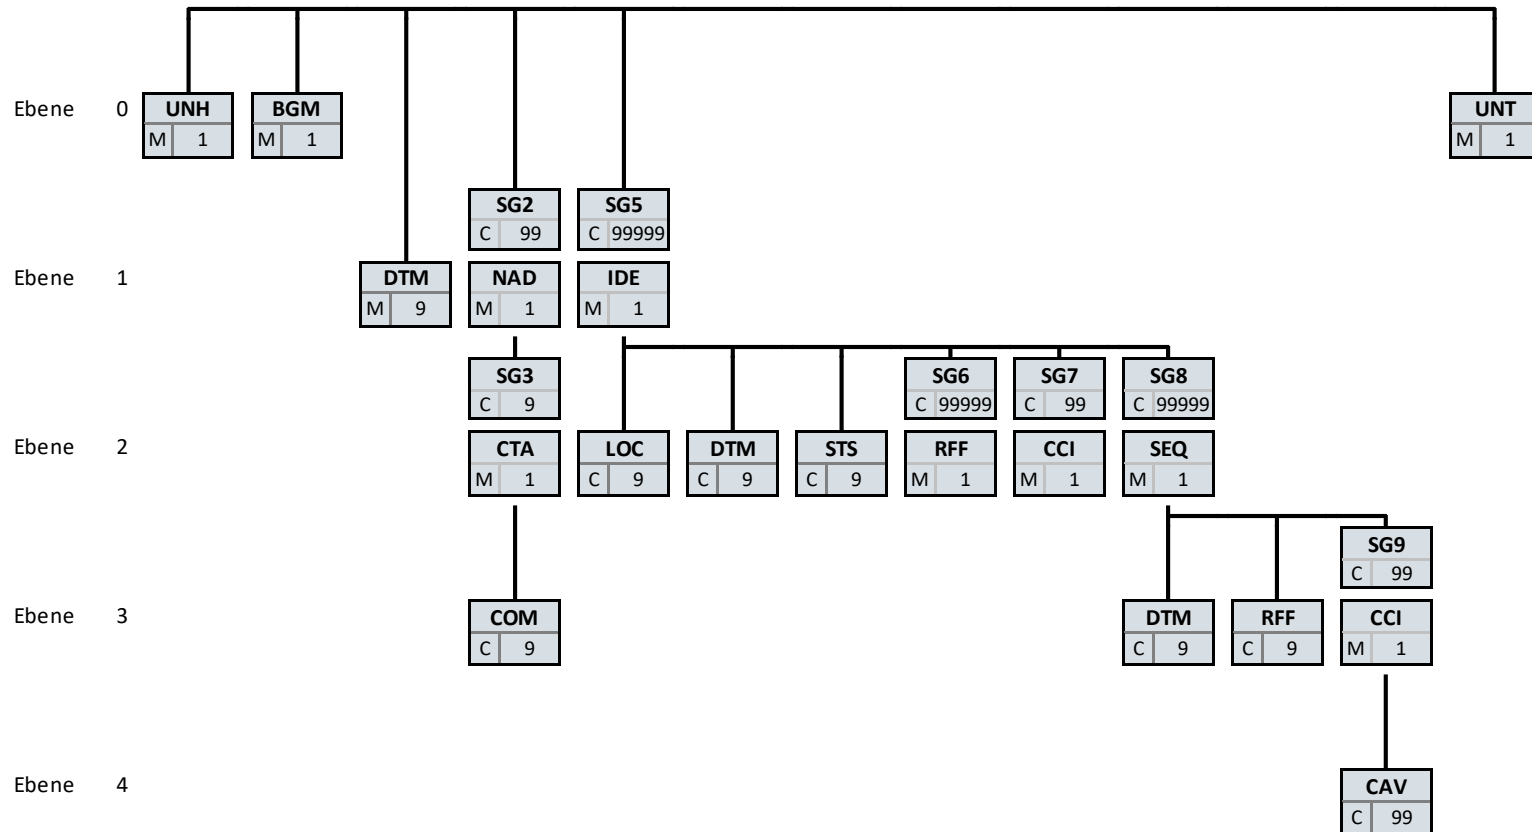 Ebene 0 UNH BGM UNT
M 1 M 1 M 1
SG2 SG5
C 99 C 99999
Ebene 1 DTM NAD IDE
M 9 M 1 M 1
SG3 SG6 SG7 SG8
C 9 C 99999 C 99 C 99999
Ebene 2 CTA LOC DTM STS RFF CCI SEQ
M 1 C 9 C 9 C 9 M 1 M 1 M 1
SG9
C 99
Ebene 3 COM DTM RFF CCI
C 9 C 9 C 9 M 1
Ebene 4 CAV
C 99